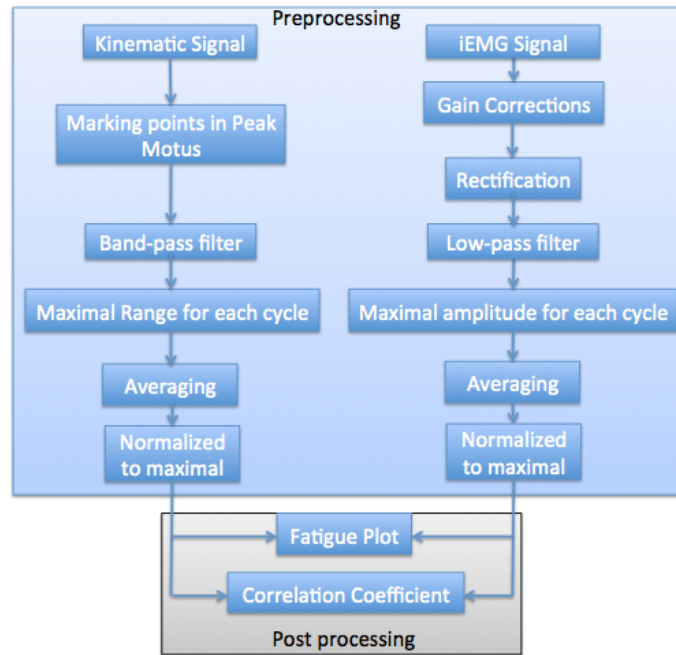 Preprocessing
Kinematic Signal
Marking points in Peak
Motus
Band-pass filter
Maximal Range for each cycle
Averaging
Normalized
to maximal
iEMG Signal
Gain Corrections
Rectification
Low-pass filter
Maximal amplitude for each cycle
Averaging
Normalized
to maximal
Fatigue Plot
Correlation Coefficient
Post processing